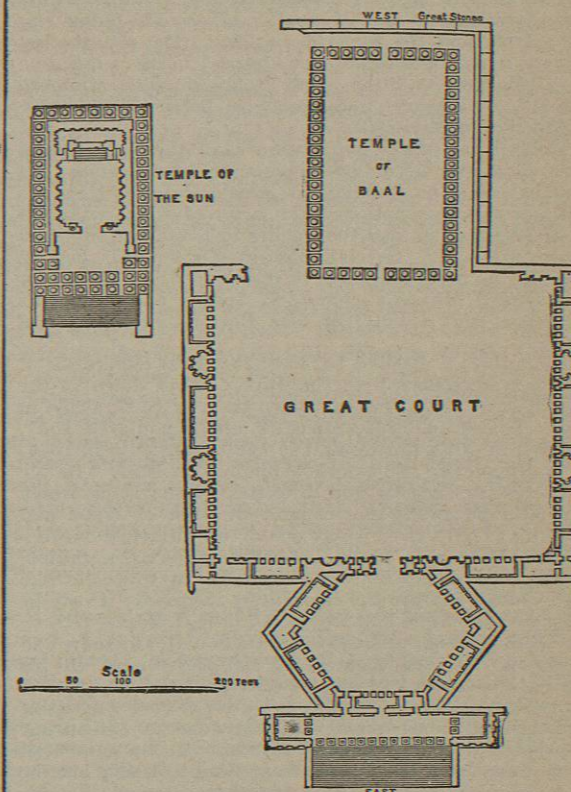 WEST Great Stones
TEMPLE
OF
BAAL
TEMPLE OF
THE SUN
GREAT COURT
Scale
0 50 100 200 Feet
EAST